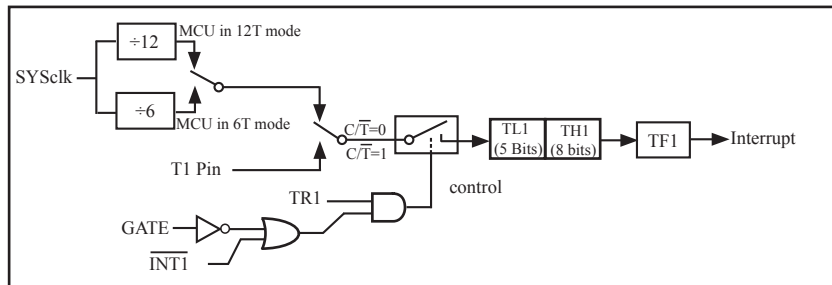 MCU in 12T mode
÷12
SYSclk
÷6
MCU in 6T mode
C/T̅=0
C/T̅=1
T1 Pin
TL1
(5 Bits)
TH1
(8 bits)
TF1
Interrupt
control
TR1
GATE
I̅N̅T̅1̅